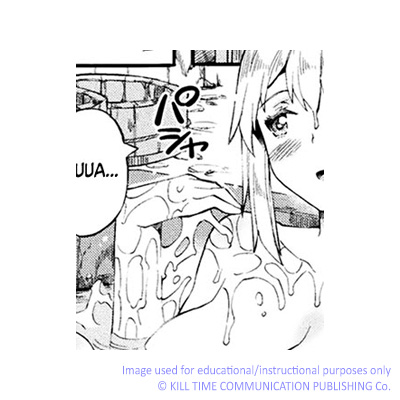 パシャ
UUA...
Image used for educational/instructional purposes only
© KILL TIME COMMUNICATION PUBLISHING Co.